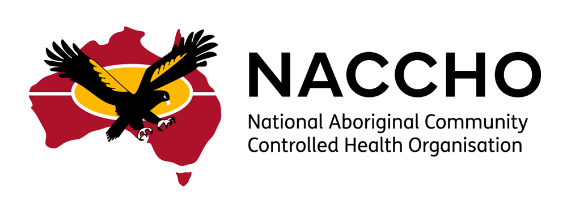 NACCHO
National Aboriginal Community
Controlled Health Organisation